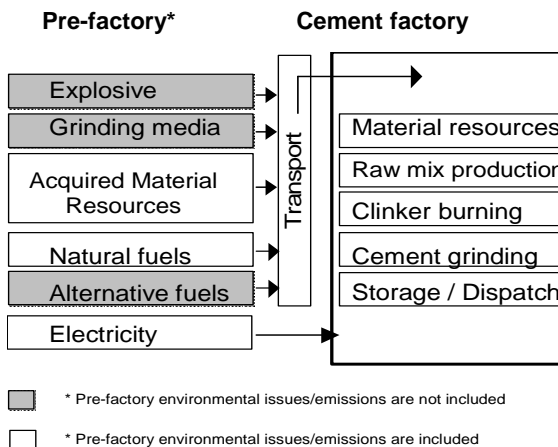 Pre-factory*
Cement factory
Explosive
Grinding media
Acquired Material
Resources
Natural fuels
Alternative fuels
Electricity
Transport
Material resources
Raw mix production
Clinker burning
Cement grinding
Storage / Dispatch
* Pre-factory environmental issues/emissions are not included
* Pre-factory environmental issues/emissions are included